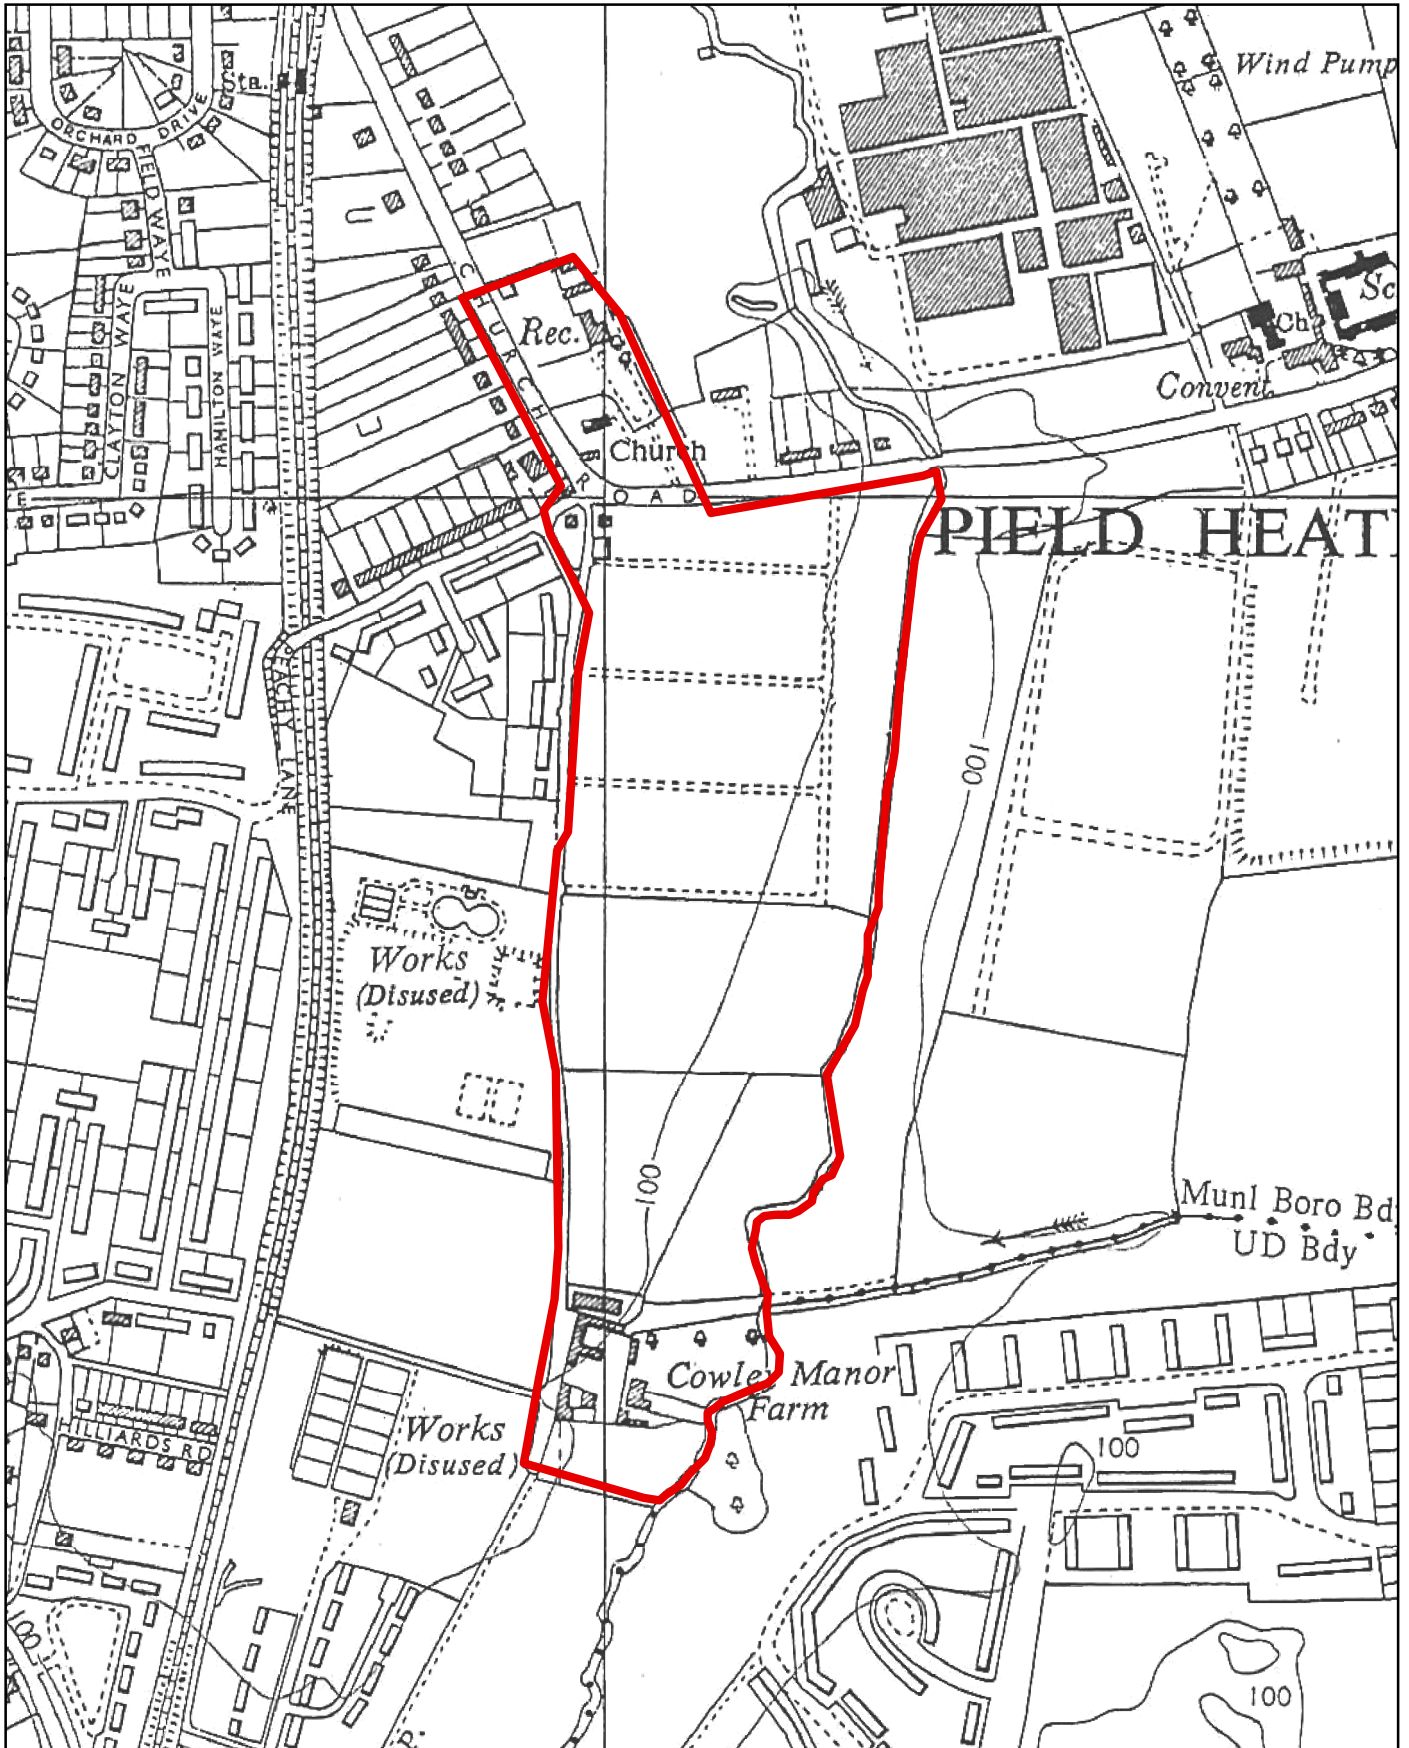 Wind Pump
Sta.
ORCHARD DRIVE
FIELD WAYE
CLAYTON WAYE
HAMILTON WAYE
Sc
Ch
Convent
CHURCH ROAD
Rec.
Church
PIELD HEAT
LANE
100
Works
(Disused)
100
Munl Boro Bd
UD Bdy
Cowley Manor
Farm
Works
(Disused)
HILLIARDS RD
100
100
100
P.